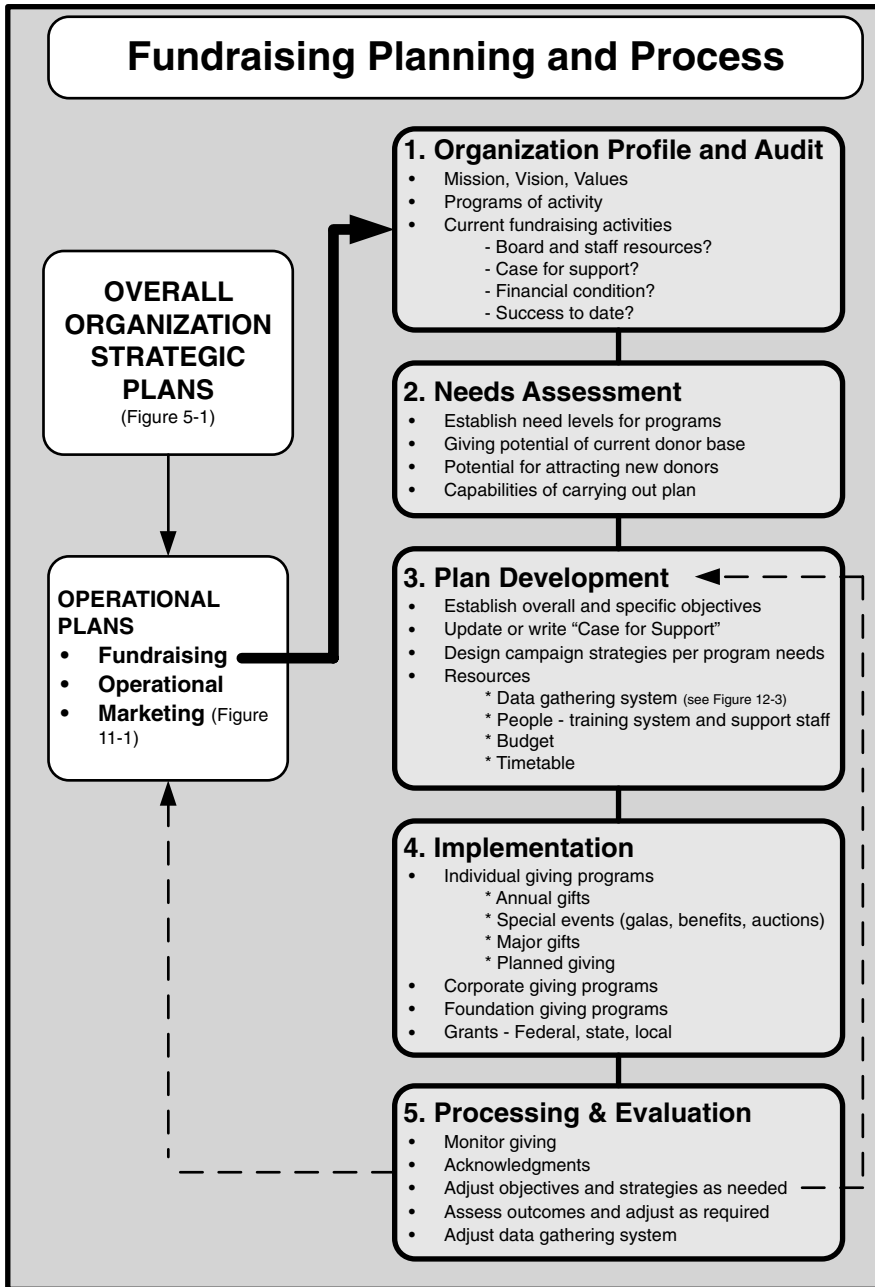 Fundraising Planning and Process
OVERALL
ORGANIZATION
STRATEGIC
PLANS
(Figure 5-1)
OPERATIONAL
PLANS
• Fundraising
• Operational
• Marketing (Figure
11-1)
1. Organization Profile and Audit
• Mission, Vision, Values
• Programs of activity
• Current fundraising activities
- Board and staff resources?
- Case for support?
- Financial condition?
- Success to date?
2. Needs Assessment
• Establish need levels for programs
• Giving potential of current donor base
• Potential for attracting new donors
• Capabilities of carrying out plan
3. Plan Development
• Establish overall and specific objectives
• Update or write “Case for Support”
• Design campaign strategies per program needs
• Resources
* Data gathering system (see Figure 12-3)
* People - training system and support staff
* Budget
* Timetable
4. Implementation
• Individual giving programs
* Annual gifts
* Special events (galas, benefits, auctions)
* Major gifts
* Planned giving
• Corporate giving programs
• Foundation giving programs
• Grants - Federal, state, local
5. Processing & Evaluation
• Monitor giving
• Acknowledgments
• Adjust objectives and strategies as needed
• Assess outcomes and adjust as required
• Adjust data gathering system